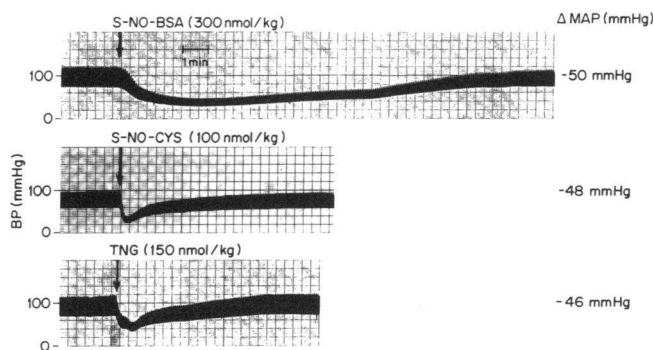 S-NO-BSA (300 nmol/kg)
Δ MAP (mmHg)
1 min
100
0
-50 mmHg
S-NO-CYS (100 nmol/kg)
BP (mmHg)
100
0
-48 mmHg
TNG (150 nmol/kg)
100
0
-46 mmHg